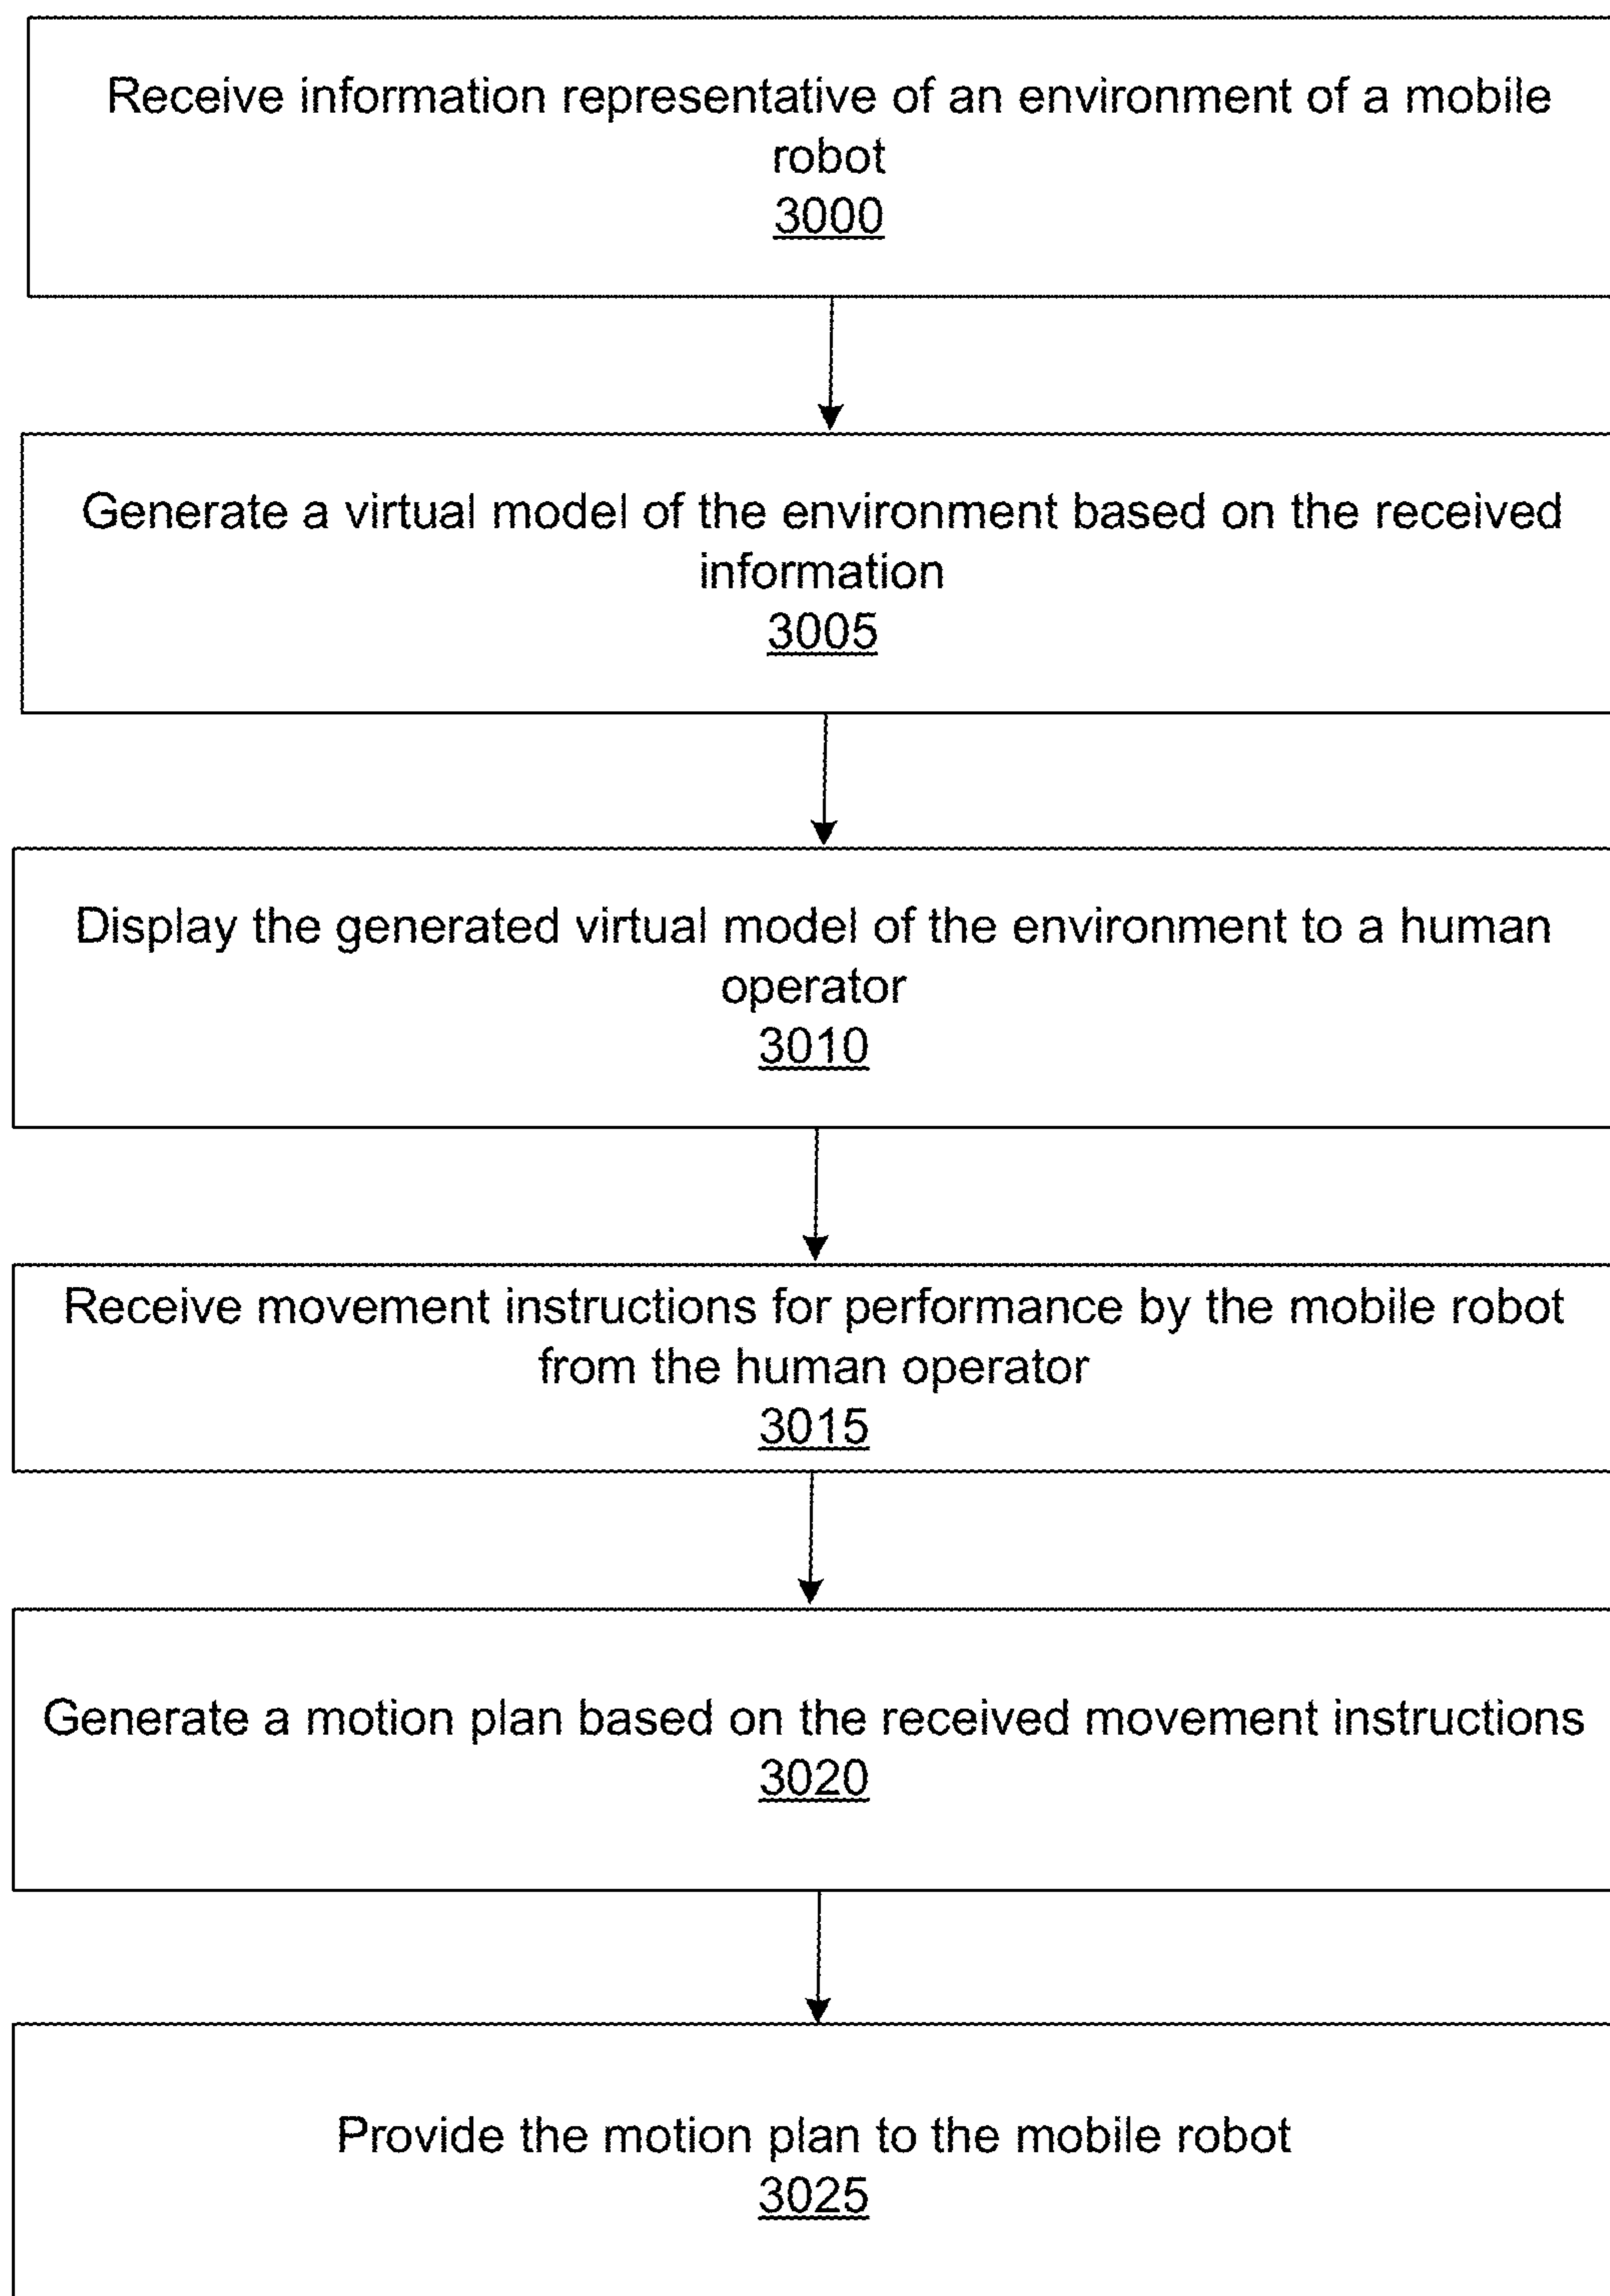 Receive information representative of an environment of a mobile
robot
3000
Generate a virtual model of the environment based on the received
information
3005
Display the generated virtual model of the environment to a human
operator
3010
Receive movement instructions for performance by the mobile robot
from the human operator
3015
Generate a motion plan based on the received movement instructions
3020
Provide the motion plan to the mobile robot
3025